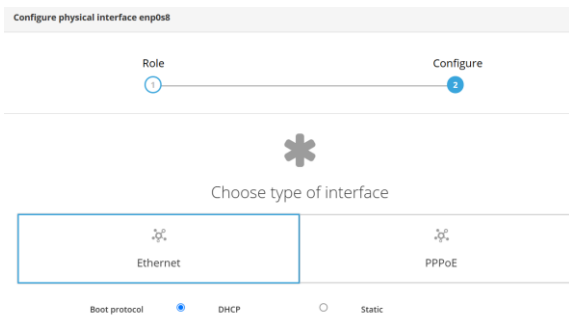 Configure physical interface enp0s8
Role Configure
1 2
Choose type of interface
Ethernet PPPoE
Boot protocol DHCP Static